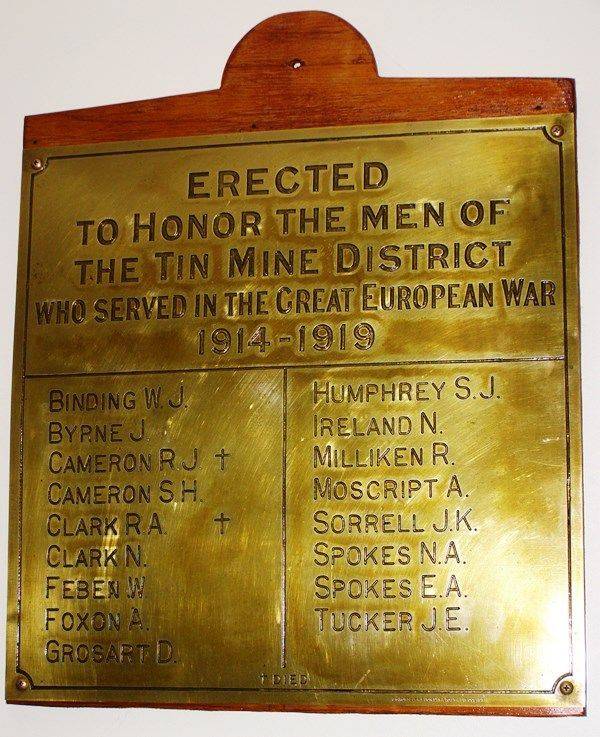 ERECTED
TO HONOR THE MEN OF
THE TIN MINE DISTRICT
WHO SERVED IN THE GREAT EUROPEAN WAR
1914-1919
BINDING W.J.
BYRNE J.
CAMERON R.J †
CAMERON S.H.
CLARK R.A. †
CLARK N.
FEBEN W
FOXON A.
GROSART D.
HUMPHREY S.J.
IRELAND N.
MILLIKEN R.
MOSCRIPT A.
SORRELL J.K.
SPOKES N.A.
SPOKES E.A.
TUCKER J.E.
† DIED